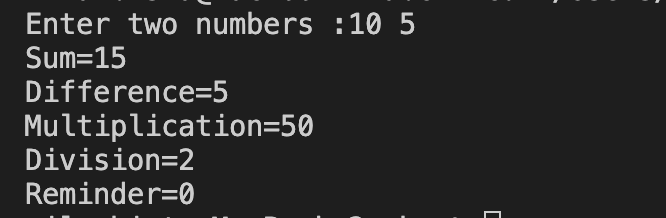 Enter two numbers :10 5
Sum=15
Difference=5
Multiplication=50
Division=2
Reminder=0